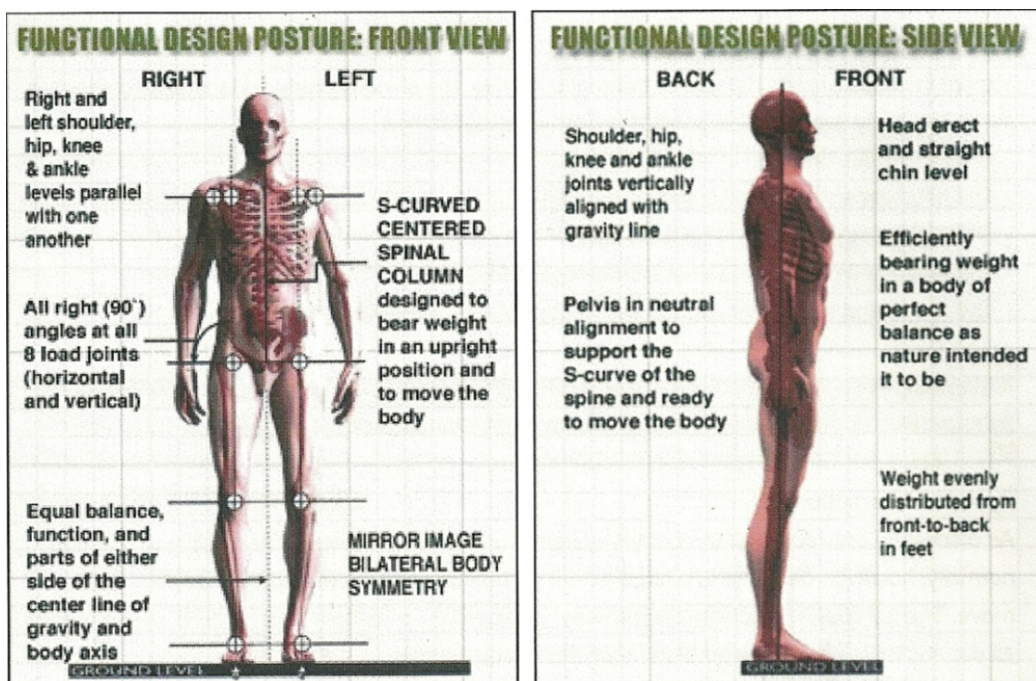 FUNCTIONAL DESIGN POSTURE: FRONT VIEW
RIGHT
LEFT
Right and
left shoulder,
hip, knee
& ankle
levels parallel
with one
another
All right (90°)
angles at all
8 load joints
(horizontal
and vertical)
Equal balance,
function, and
parts of either
side of the
center line of
gravity and
body axis
S-CURVED
CENTERED
SPINAL
COLUMN
designed to
bear weight
in an upright
position and
to move the
body
MIRROR IMAGE
BILATERAL BODY
SYMMETRY
GROUND LEVEL
FUNCTIONAL DESIGN POSTURE: SIDE VIEW
BACK
FRONT
Shoulder, hip,
knee and ankle
joints vertically
aligned with
gravity line
Pelvis in neutral
alignment to
support the
S-curve of the
spine and ready
to move the body
Head erect
and straight
chin level
Efficiently
bearing weight
in a body of
perfect
balance as
nature intended
it to be
Weight evenly
distributed from
front-to-back
in feet
GROUND LEVEL